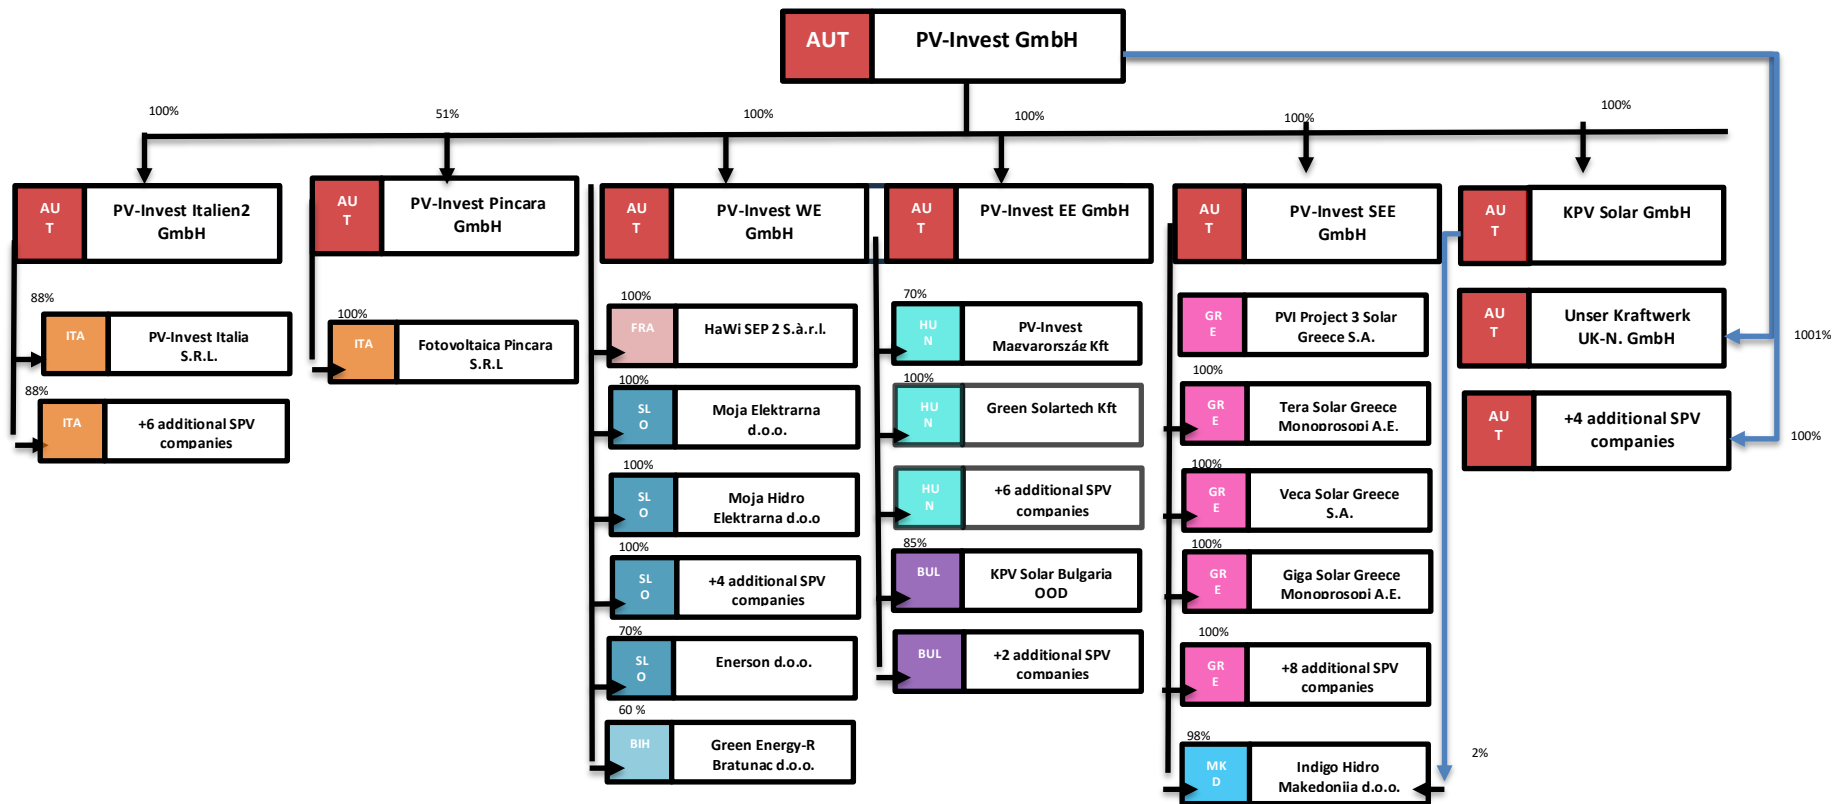 AUT
PV-Invest GmbH
100%
51%
100%
100%
100%
100%
AU
T
PV-Invest Italien2
GmbH
AU
T
PV-Invest Pincara
GmbH
AU
T
PV-Invest WE
GmbH
AU
T
PV-Invest EE GmbH
AU
T
PV-Invest SEE
GmbH
AU
T
KPV Solar GmbH
88%
ITA
PV-Invest Italia
S.R.L.
88%
ITA
+6 additional SPV
companies
100%
ITA
Fotovoltaica Pincara
S.R.L
100%
FRA
HaWi SEP 2 S.à.r.l.
100%
SL
O
Moja Elektrarna
d.o.o.
100%
SL
O
Moja Hidro
Elektrarna d.o.o
100%
SL
O
+4 additional SPV
companies
70%
SL
O
Enerson d.o.o.
60 %
BIH
Green Energy-R
Bratunac d.o.o.
70%
HU
N
PV-Invest
Magyarország Kft
100%
HU
N
Green Solartech Kft
HU
N
+6 additional SPV
companies
85%
BUL
KPV Solar Bulgaria
OOD
BUL
+2 additional SPV
companies
GR
E
PVI Project 3 Solar
Greece S.A.
100%
GR
E
Tera Solar Greece
Monoprosopi A.E.
100%
GR
E
Veca Solar Greece
S.A.
100%
GR
E
Giga Solar Greece
Monoprosopi A.E.
100%
GR
E
+8 additional SPV
companies
98%
MK
D
Indigo Hidro
Makedonija d.o.o.
2%
AU
T
Unser Kraftwerk
UK-N. GmbH
1001%
AU
T
+4 additional SPV
companies
100%